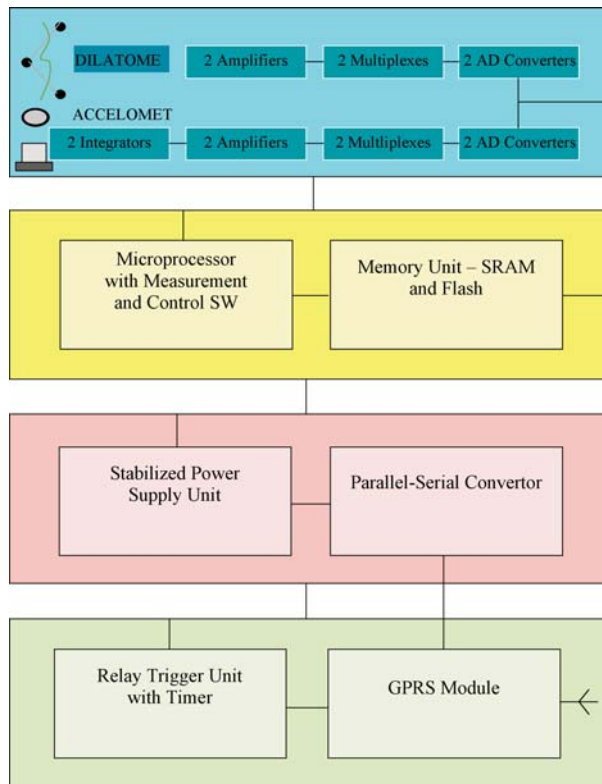 DILATOME
2 Amplifiers
2 Multiplexes
2 AD Converters
ACCELOMET
2 Integrators
2 Amplifiers
2 Multliplexes
2 AD Converters
Microprocessor
with Measurement
and Control SW
Memory Unit – SRAM
and Flash
Stabilized Power
Supply Unit
Parallel-Serial Convertor
Relay Trigger Unit
with Timer
GPRS Module